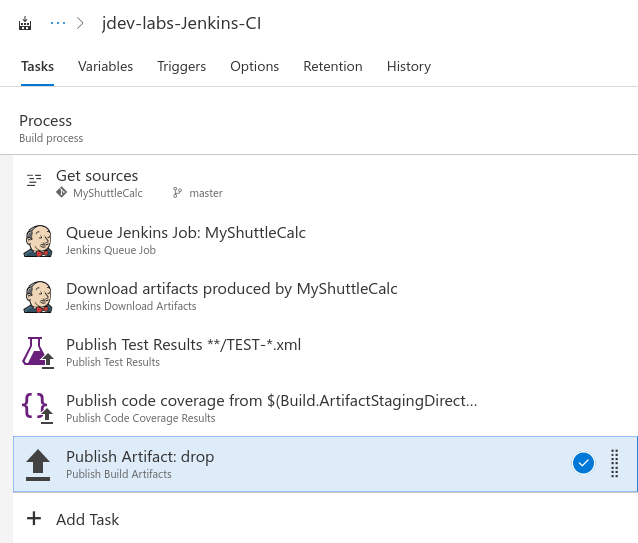 ··· jdev-labs-Jenkins-CI
Tasks Variables Triggers Options Retention History
Process
Build process
Get sources
MyShuttleCalc master
Queue Jenkins Job: MyShuttleCalc
Jenkins Queue Job
Download artifacts produced by MyShuttleCalc
Jenkins Download Artifacts
Publish Test Results **/TEST-*.xml
Publish Test Results
Publish code coverage from $(Build.ArtifactStagingDirect...
Publish Code Coverage Results
Publish Artifact: drop
Publish Build Artifacts
Add Task